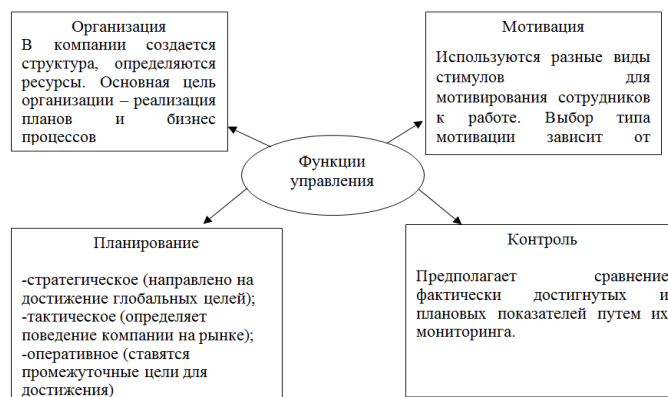 Организация
В компании создается
структура, определяются
ресурсы. Основная цель
организации – реализация
планов и бизнес
процессов
Мотивация
Используются разные виды
стимулов для
мотивирования сотрудников
к работе. Выбор типа
мотивации зависит от
Функции
управления
Планирование
-стратегическое (направлено на
достижение глобальных целей);
-тактическое (определяет
поведение компании на рынке);
-оперативное (ставятся
промежуточные цели для
достижения)
Контроль
Предполагает сравнение
фактически достигнутых и
плановых показателей путем их
мониторинга.